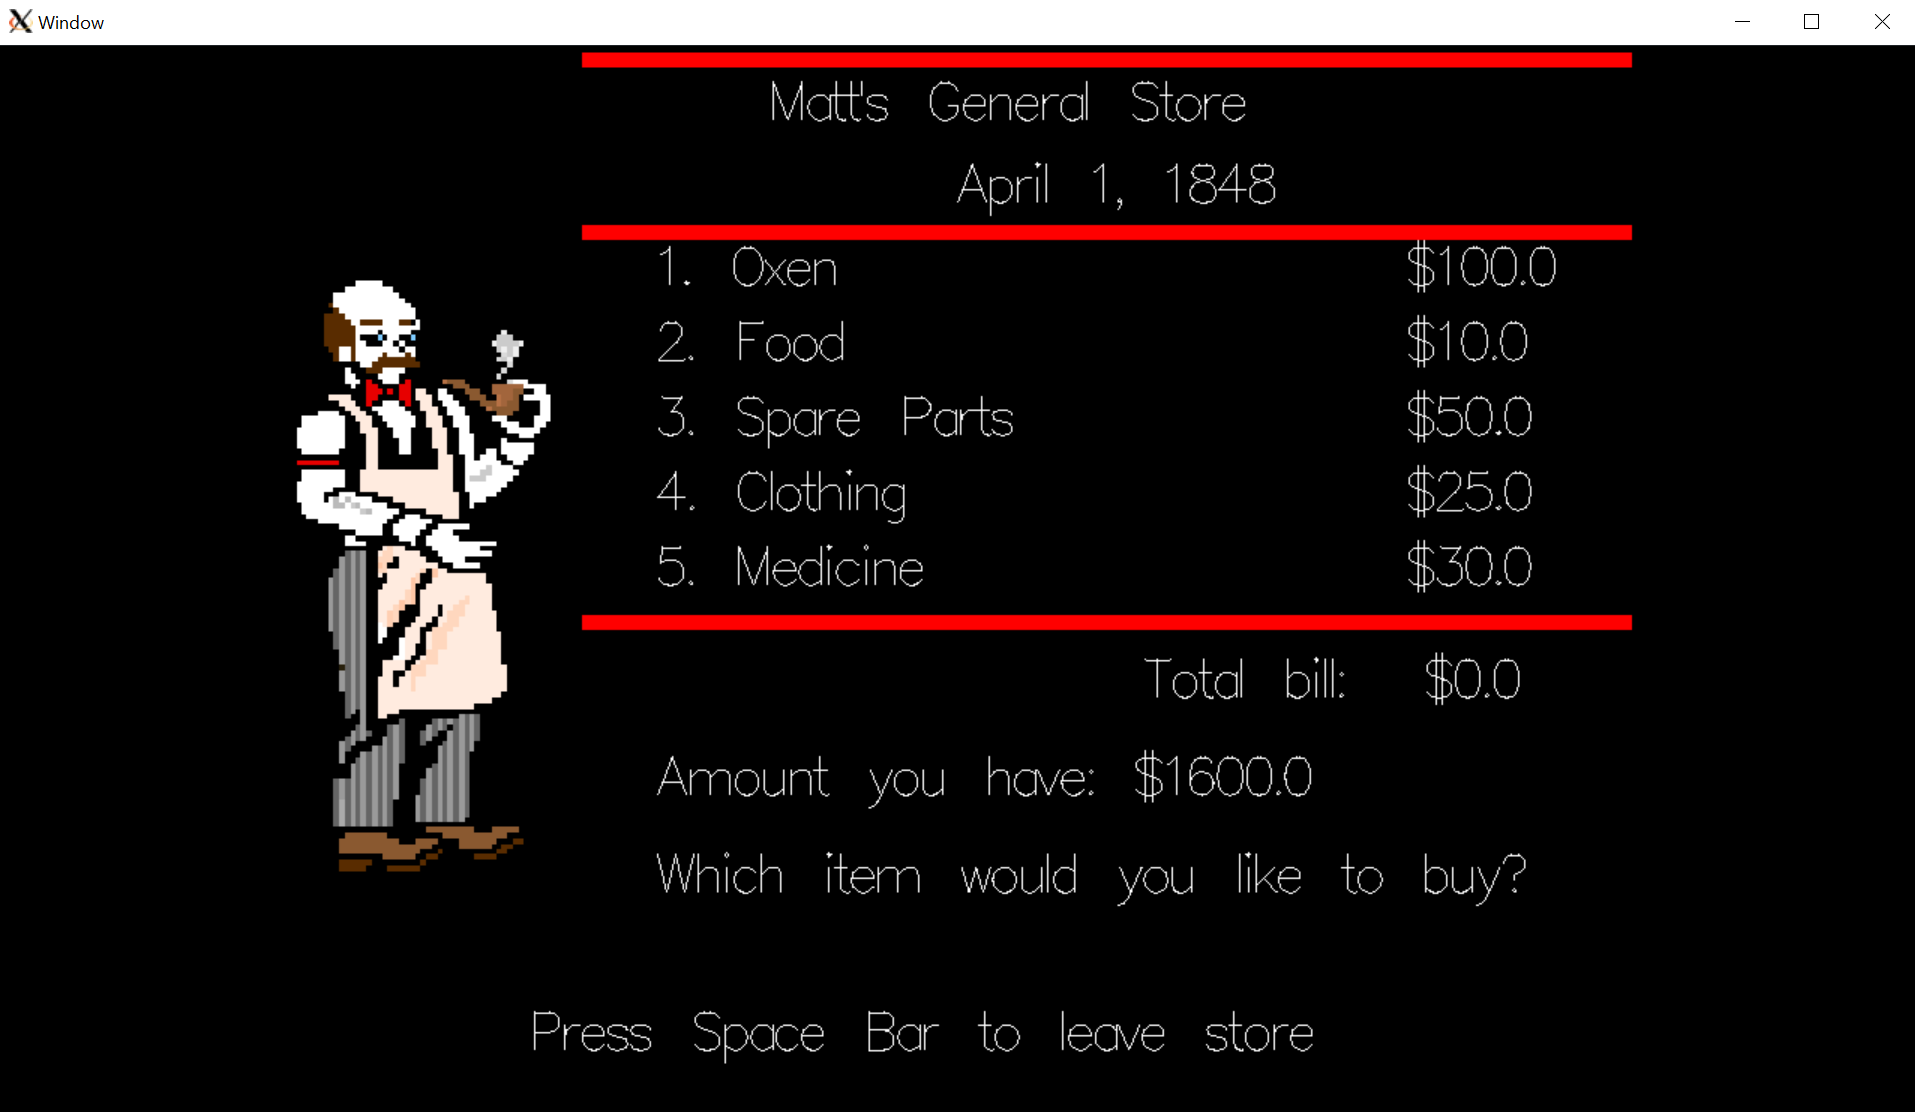 Window
Matt's General Store
April 1, 1848
1. Oxen $100.0
2. Food $10.0
3. Spare Parts $50.0
4. Clothing $25.0
5. Medicine $30.0
Total bill: $0.0
Amount you have: $1600.0
Which item would you like to buy?
Press Space Bar to leave store